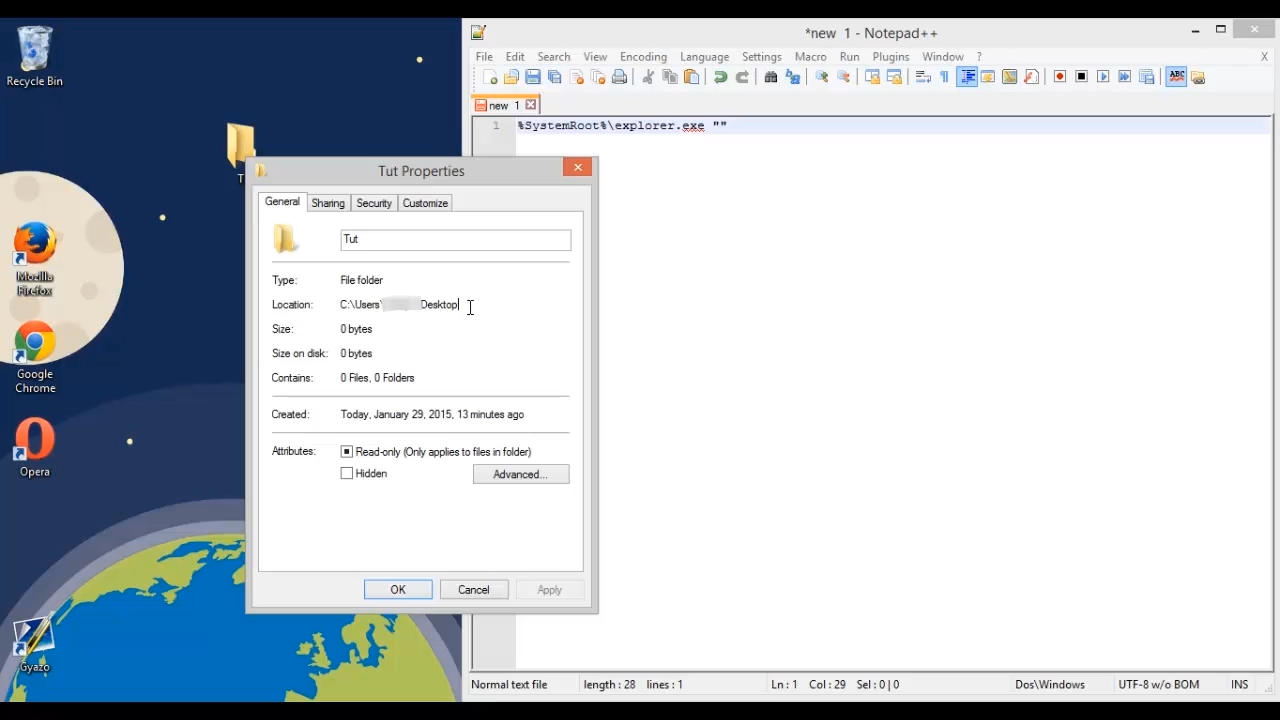 Recycle Bin
Mozilla
Firefox
Google
Chrome
Opera
Gyazo
T
*new 1 - Notepad++
File Edit Search View Encoding Language Settings Macro Run Plugins Window ? X
ABC
new 1
1 %SystemRoot%\explorer.exe ""
Tut Properties
General Sharing Security Customize
Tut
Type: File folder
Location: C:\Users\ Desktop
Size: 0 bytes
Size on disk: 0 bytes
Contains: 0 Files, 0 Folders
Created: Today, January 29, 2015, 13 minutes ago
Attributes: Read-only (Only applies to files in folder)
Hidden
Advanced...
OK Cancel Apply
Normal text file length : 28 lines : 1 Ln : 1 Col : 29 Sel : 0 | 0 Dos\Windows UTF-8 w/o BOM INS